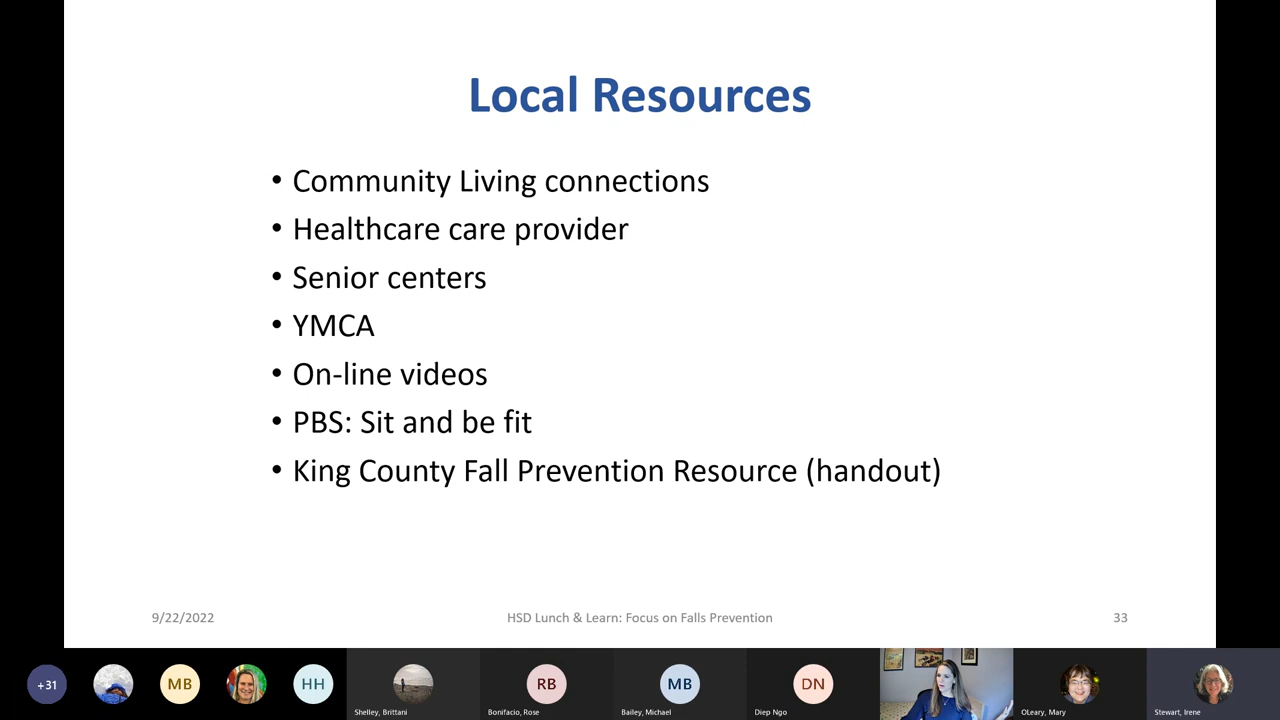 Local Resources
• Community Living connections
• Healthcare care provider
• Senior centers
• YMCA
• On-line videos
• PBS: Sit and be fit
• King County Fall Prevention Resource (handout)
9/22/2022 HSD Lunch & Learn: Focus on Falls Prevention 33
+31 MB HH RB MB DN
Shelley, Brittani Bonifacio, Rose Bailey, Michael Diep Ngo OLeary, Mary Stewart, Irene